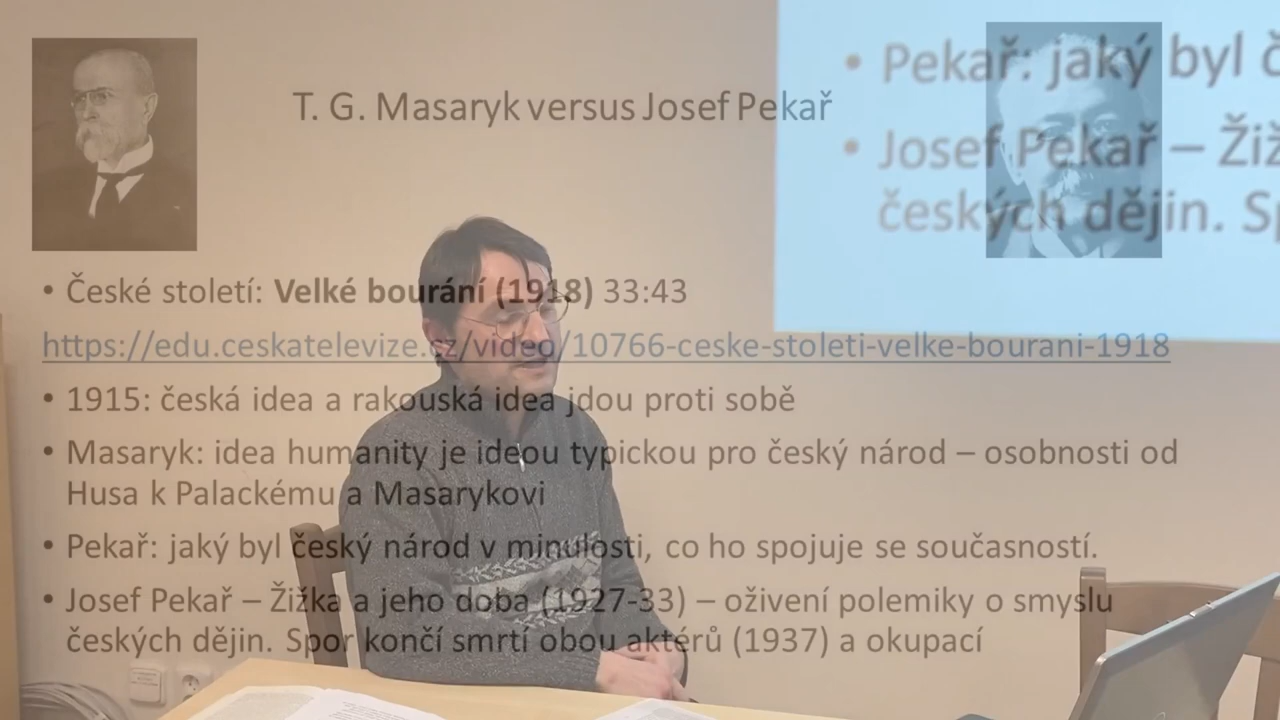 T. G. Masaryk versus Josef Pekař
• Pekař: jaký byl č
• Josef Pekař – Žiž
českých dějin. Sp
• České století: Velké bourání (1918) 33:43
https://edu.ceskatelevize.cz/video/10766-ceske-stoleti-velke-bourani-1918
• 1915: česká idea a rakouská idea jdou proti sobě
• Masaryk: idea humanity je ideou typickou pro český národ – osobnosti od
Husa k Palackému a Masarykovi
• Pekař: jaký byl český národ v minulosti, co ho spojuje se současností.
• Josef Pekař – Žižka a jeho doba (1927-33) – oživení polemiky o smyslu
českých dějin. Spor končí smrtí obou aktérů (1937) a okupací